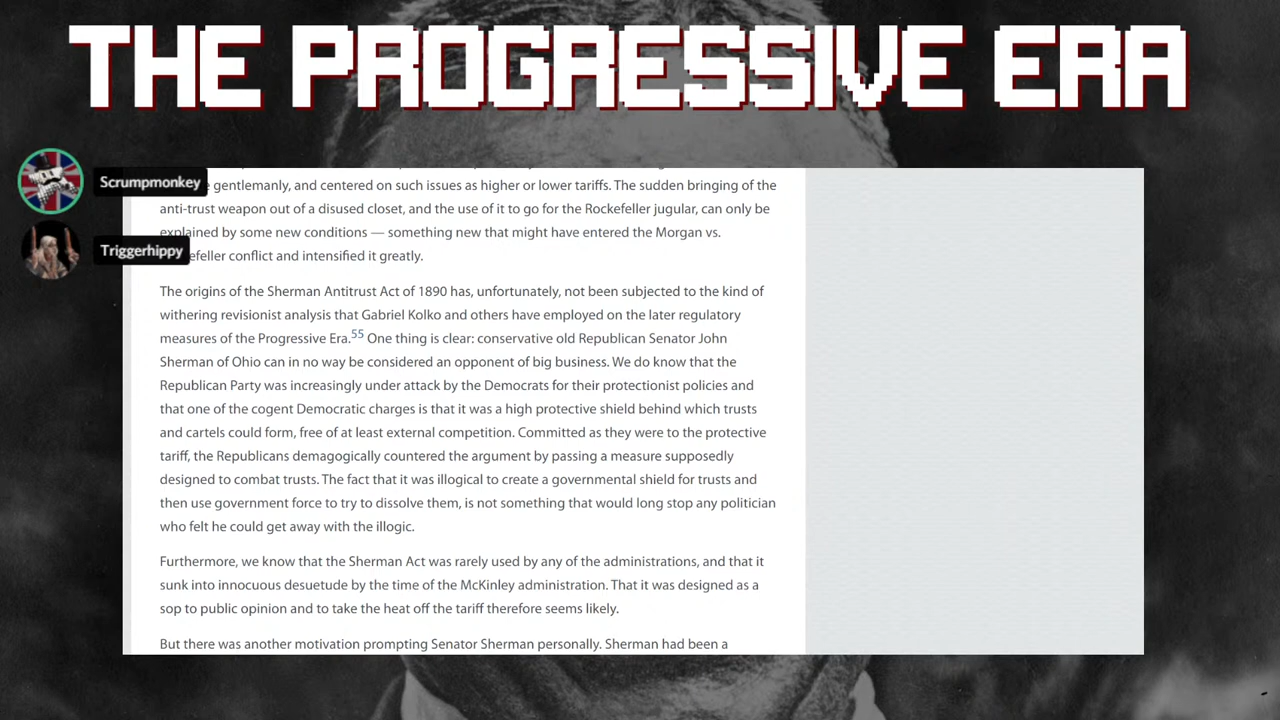 THE PROGRESSIVE ERA
Scrumpmonkey
gentlemanly, and centered on such issues as higher or lower tariffs. The sudden bringing of the
anti-trust weapon out of a disused closet, and the use of it to go for the Rockefeller jugular, can only be
explained by some new conditions — something new that might have entered the Morgan vs.
Triggerhippy
efeller conflict and intensified it greatly.
The origins of the Sherman Antitrust Act of 1890 has, unfortunately, not been subjected to the kind of
withering revisionist analysis that Gabriel Kolko and others have employed on the later regulatory
measures of the Progressive Era.55 One thing is clear: conservative old Republican Senator John
Sherman of Ohio can in no way be considered an opponent of big business. We do know that the
Republican Party was increasingly under attack by the Democrats for their protectionist policies and
that one of the cogent Democratic charges is that it was a high protective shield behind which trusts
and cartels could form, free of at least external competition. Committed as they were to the protective
tariff, the Republicans demagogically countered the argument by passing a measure supposedly
designed to combat trusts. The fact that it was illogical to create a governmental shield for trusts and
then use government force to try to dissolve them, is not something that would long stop any politician
who felt he could get away with the illogic.
Furthermore, we know that the Sherman Act was rarely used by any of the administrations, and that it
sunk into innocuous desuetude by the time of the McKinley administration. That it was designed as a
sop to public opinion and to take the heat off the tariff therefore seems likely.
But there was another motivation prompting Senator Sherman personally. Sherman had been a